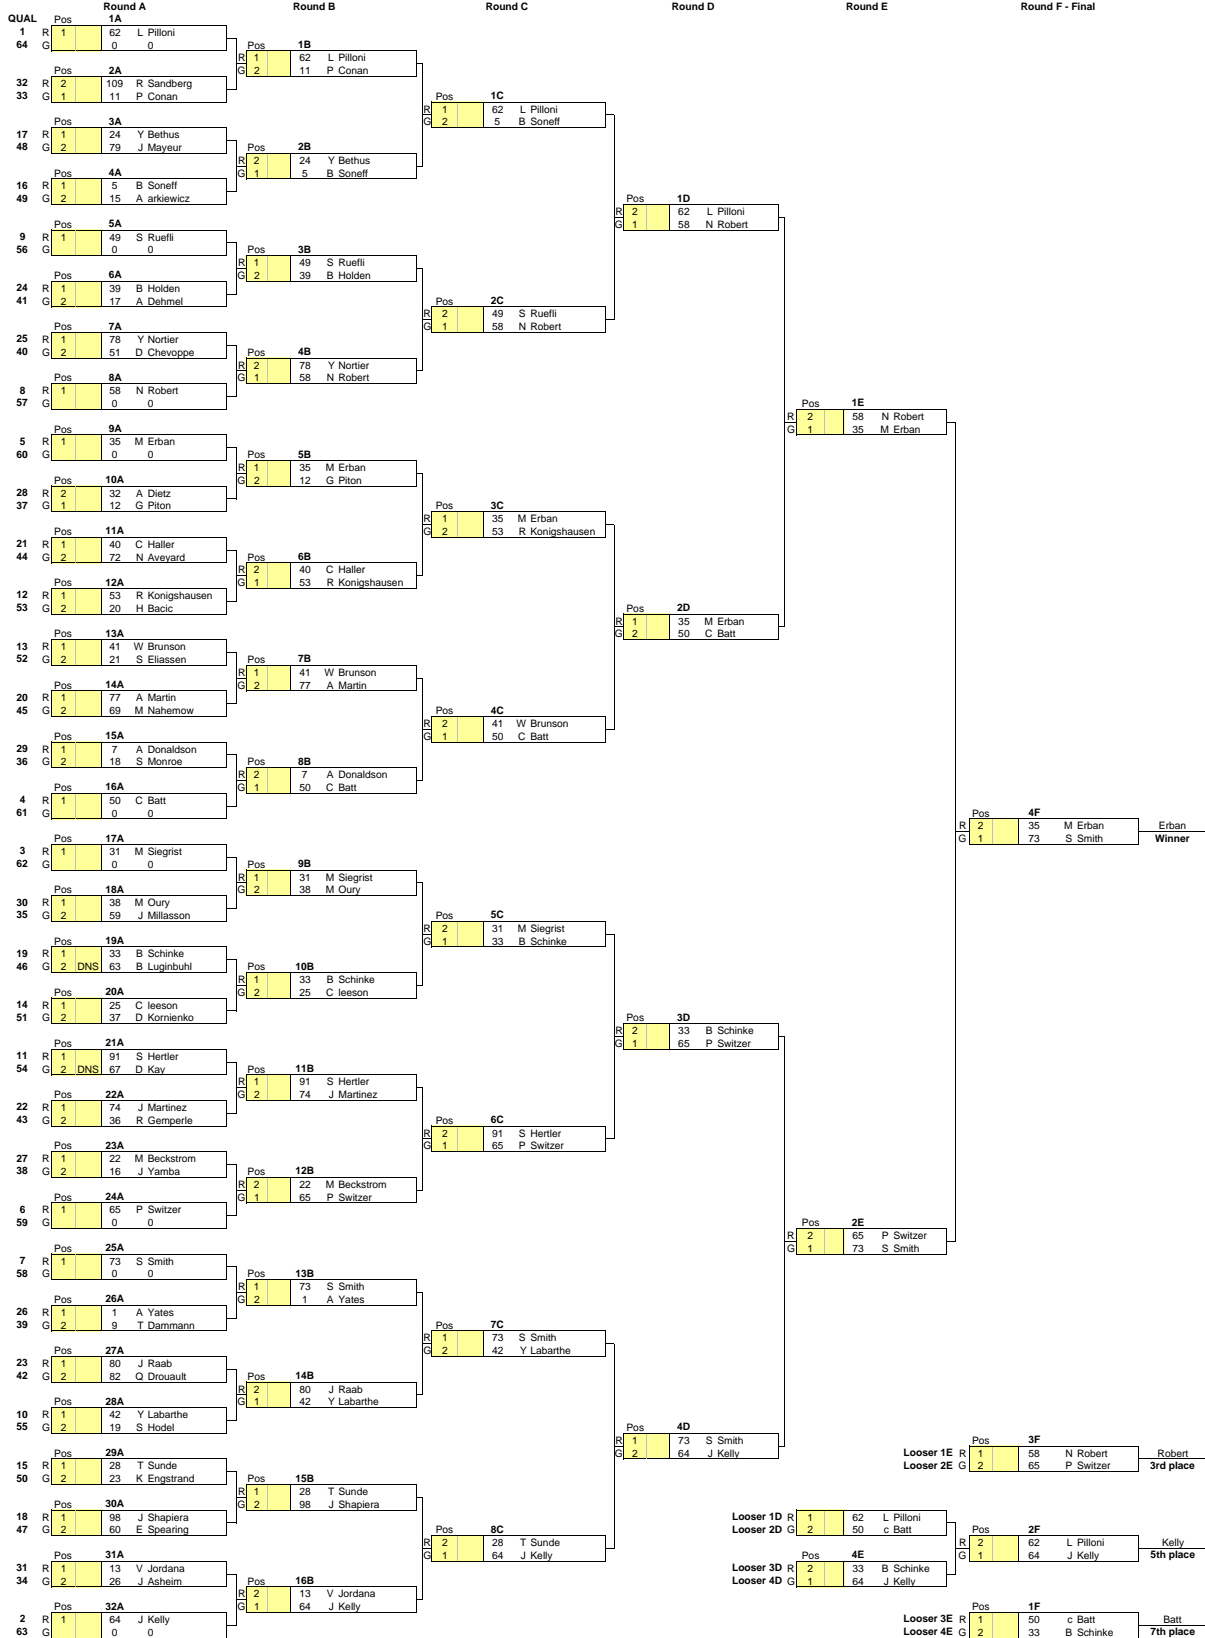 Round A Round B Round C Round D Round E Round F - Final
QUAL Pos 1A
1 R 1 62 L Pilloni
64 G 0 0
Pos 2A
32 R 2 109 R Sandberg
33 G 1 11 P Conan
Pos 3A
17 R 1 24 Y Bethus
48 G 2 79 J Mayeur
Pos 4A
16 R 1 5 B Soneff
49 G 2 15 A arkiewicz
Pos 5A
9 R 1 49 S Ruefli
56 G 0 0
Pos 6A
24 R 1 39 B Holden
41 G 2 17 A Dehmel
Pos 7A
25 R 1 78 Y Nortier
40 G 2 51 D Chevoppe
Pos 8A
8 R 1 58 N Robert
57 G 0 0
Pos 9A
5 R 1 35 M Erban
60 G 0 0
Pos 10A
28 R 2 32 A Dietz
37 G 1 12 G Piton
Pos 11A
21 R 1 40 C Haller
44 G 2 72 N Aveyard
Pos 12A
12 R 1 53 R Konigshausen
53 G 2 20 H Bacic
Pos 13A
13 R 1 41 W Brunson
52 G 2 21 S Eliassen
Pos 14A
20 R 1 77 A Martin
45 G 2 69 M Nahemow
Pos 15A
29 R 1 7 A Donaldson
36 G 2 18 S Monroe
Pos 16A
4 R 1 50 C Batt
61 G 0 0
Pos 17A
3 R 1 31 M Siegrist
62 G 0 0
Pos 18A
30 R 1 38 M Oury
35 G 2 59 J Millasson
Pos 19A
19 R 1 33 B Schinke
46 G 2 DNS 63 B Luginbuhl
Pos 20A
14 R 1 25 C leeson
51 G 2 37 D Kornienko
Pos 21A
11 R 1 91 S Hertler
54 G 2 DNS 67 D Kay
Pos 22A
22 R 1 74 J Martinez
43 G 2 36 R Gemperle
Pos 23A
27 R 1 22 M Beckstrom
38 G 2 16 J Yamba
Pos 24A
6 R 1 65 P Switzer
59 G 0 0
Pos 25A
7 R 1 73 S Smith
58 G 0 0
Pos 26A
26 R 1 1 A Yates
39 G 2 9 T Dammann
Pos 27A
23 R 1 80 J Raab
42 G 2 82 Q Drouault
Pos 28A
10 R 1 42 Y Labarthe
55 G 2 19 S Hodel
Pos 29A
15 R 1 28 T Sunde
50 G 2 23 K Engstrand
Pos 30A
18 R 1 98 J Shapiera
47 G 2 60 E Spearing
Pos 31A
31 R 1 13 V Jordana
34 G 2 26 J Asheim
Pos 32A
2 R 1 64 J Kelly
63 G 0 0
Pos 1B
R 1 62 L Pilloni
G 2 11 P Conan
Pos 2B
R 2 24 Y Bethus
G 1 5 B Soneff
Pos 3B
R 1 49 S Ruefli
G 2 39 B Holden
Pos 4B
R 2 78 Y Nortier
G 1 58 N Robert
Pos 5B
R 1 35 M Erban
G 2 12 G Piton
Pos 6B
R 2 40 C Haller
G 1 53 R Konigshausen
Pos 7B
R 1 41 W Brunson
G 2 77 A Martin
Pos 8B
R 2 7 A Donaldson
G 1 50 C Batt
Pos 9B
R 1 31 M Siegrist
G 2 38 M Oury
Pos 10B
R 1 33 B Schinke
G 2 25 C leeson
Pos 11B
R 1 91 S Hertler
G 2 74 J Martinez
Pos 12B
R 2 22 M Beckstrom
G 1 65 P Switzer
Pos 13B
R 1 73 S Smith
G 2 1 A Yates
Pos 14B
R 2 80 J Raab
G 1 42 Y Labarthe
Pos 15B
R 1 28 T Sunde
G 2 98 J Shapiera
Pos 16B
R 2 13 V Jordana
G 1 64 J Kelly
Pos 1C
R 1 62 L Pilloni
G 2 5 B Soneff
Pos 2C
R 2 49 S Ruefli
G 1 58 N Robert
Pos 3C
R 1 35 M Erban
G 2 53 R Konigshausen
Pos 4C
R 2 41 W Brunson
G 1 50 C Batt
Pos 5C
R 2 31 M Siegrist
G 1 33 B Schinke
Pos 6C
R 2 91 S Hertler
G 1 65 P Switzer
Pos 7C
R 1 73 S Smith
G 2 42 Y Labarthe
Pos 8C
R 2 28 T Sunde
G 1 64 J Kelly
Pos 1D
R 2 62 L Pilloni
G 1 58 N Robert
Pos 2D
R 1 35 M Erban
G 2 50 C Batt
Pos 3D
R 2 33 B Schinke
G 1 65 P Switzer
Pos 4D
R 1 73 S Smith
G 2 64 J Kelly
Pos 1E
R 2 58 N Robert
G 1 35 M Erban
Pos 2E
R 2 65 P Switzer
G 1 73 S Smith
Looser 1D R 1 62 L Pilloni
Looser 2D G 2 50 c Batt
Pos 4E
Looser 3D R 2 33 B Schinke
Looser 4D G 1 64 J Kelly
Pos 4F
R 2 35 M Erban Erban
G 1 73 S Smith Winner
Pos 3F
Looser 1E R 1 58 N Robert Robert
Looser 2E G 2 65 P Switzer 3rd place
Pos 2F
R 2 62 L Pilloni Kelly
G 1 64 J Kelly 5th place
Pos 1F
Looser 3E R 1 50 c Batt Batt
Looser 4E G 2 33 B Schinke 7th place